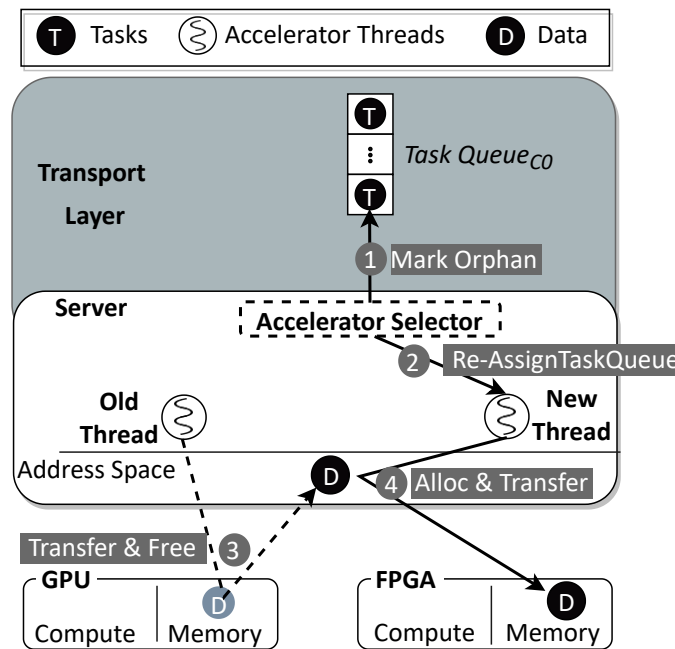 T Tasks Accelerator Threads D Data
T
⋮
Task Queue C0
T
Transport
Layer
1 Mark Orphan
Server
Accelerator Selector
2 Re-AssignTaskQueue
Old
Thread
New
Thread
Address Space
D
4 Alloc & Transfer
Transfer & Free 3
GPU
D
Compute Memory
FPGA
D
Compute Memory